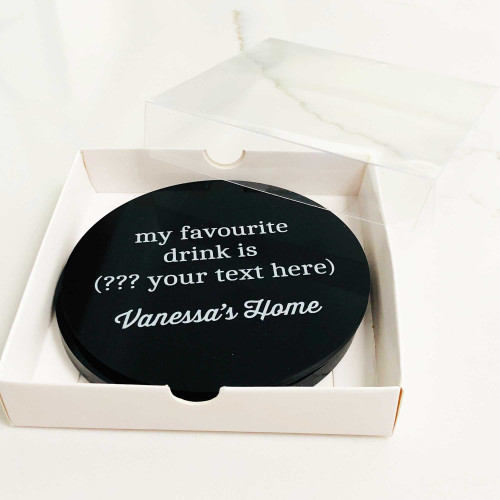 my favourite
drink is
(??? your text here)
Vanessa's Home